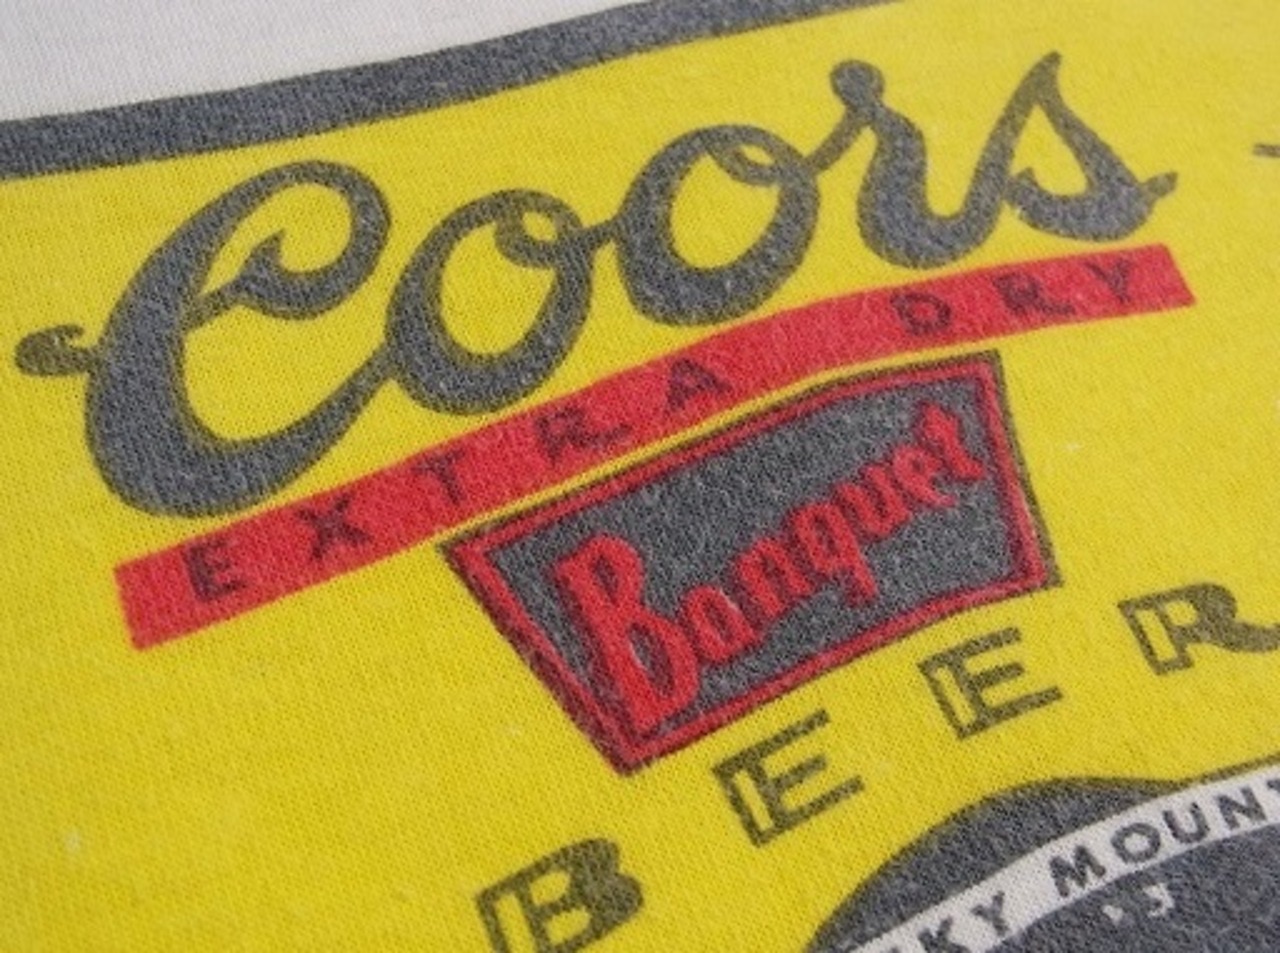 Coors
EXTRA DRY
Banquet
BEER
KY MOUNT